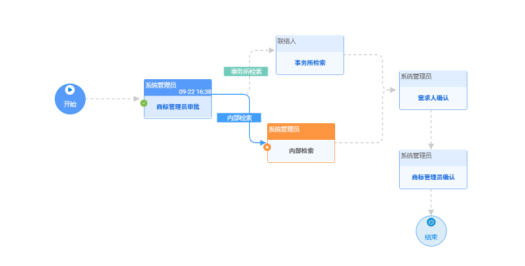 开始
系统管理员
09-22 16:38
商标管理员审批
事务所检索
内部检索
联络人
事务所检索
系统管理员
内部检索
系统管理员
需求人确认
系统管理员
商标管理员确认
结束